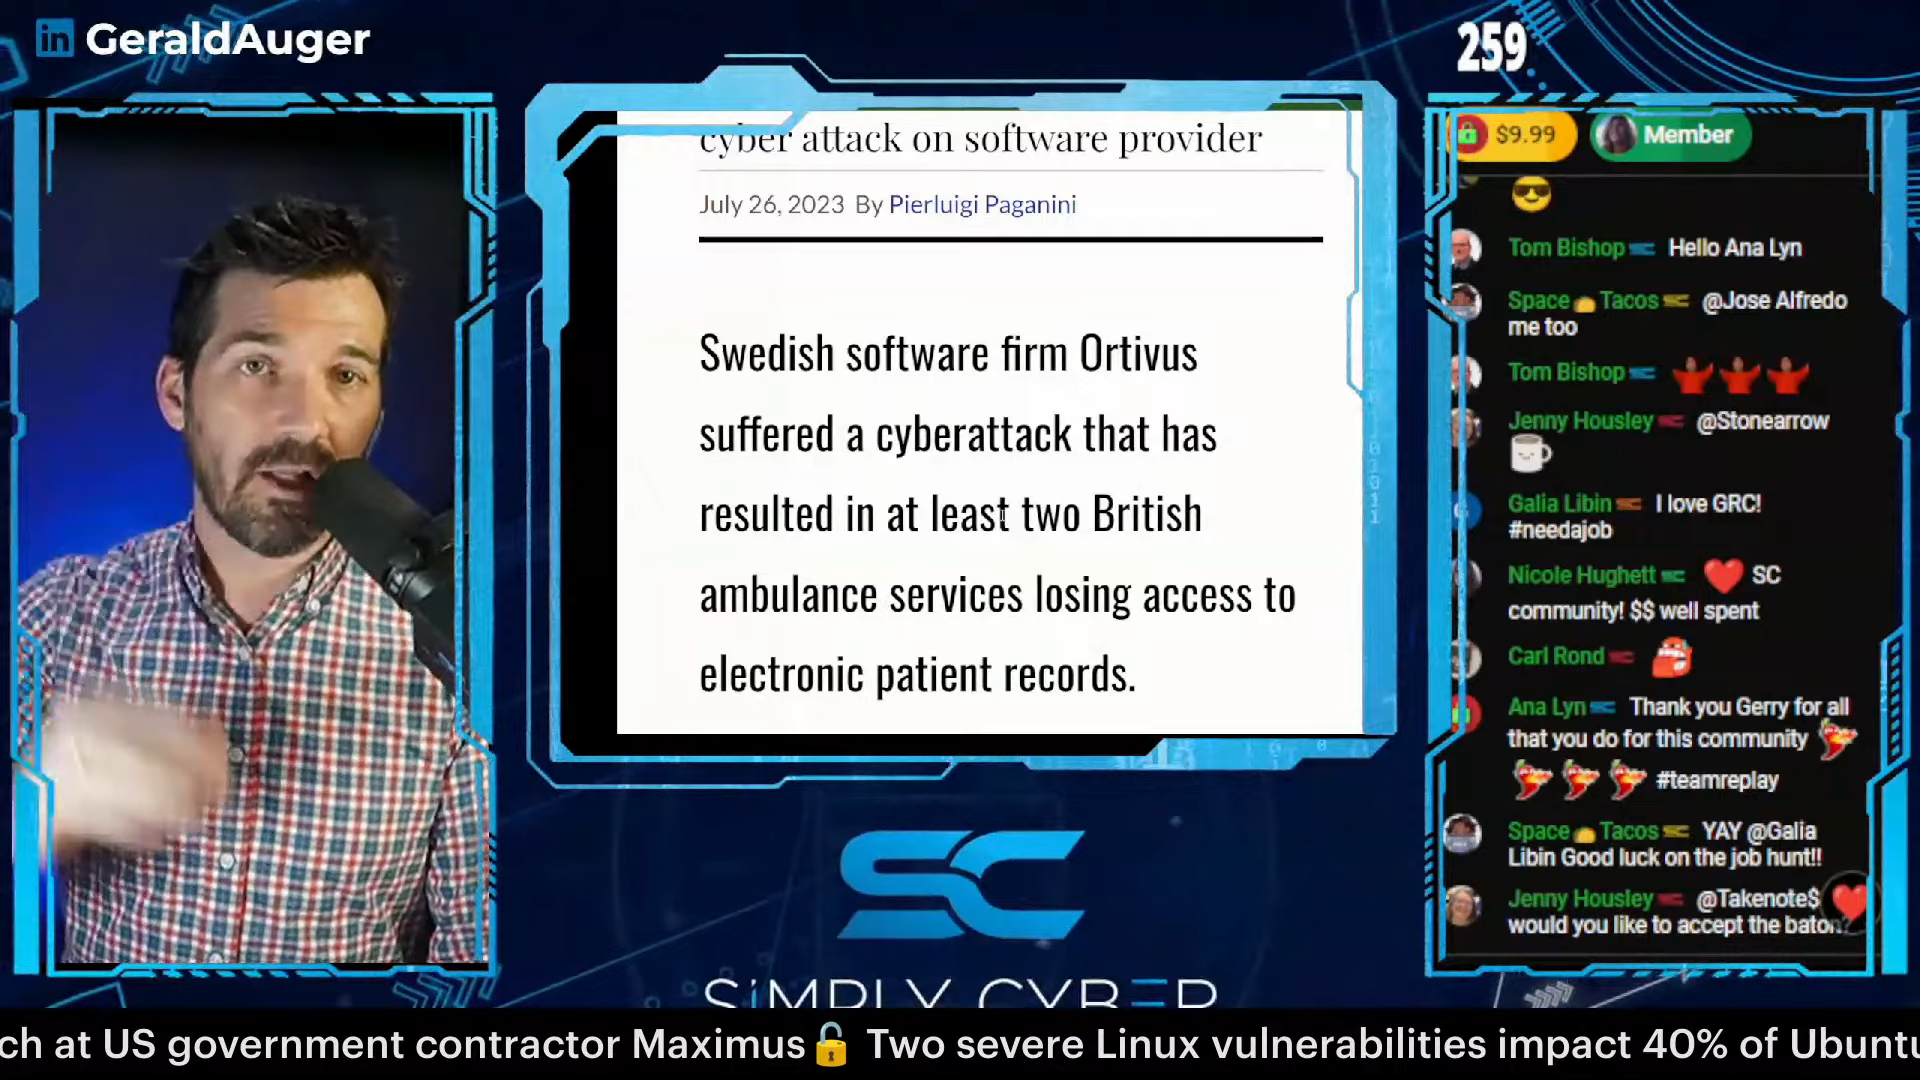 in GeraldAuger
259
cyber attack on software provider
July 26, 2023 By Pierluigi Paganini
Swedish software firm Ortivus
suffered a cyberattack that has
resulted in at least two British
ambulance services losing access to
electronic patient records.
SC
SiMPLY CYBER
$9.99 Member
😎
Tom Bishop Hello Ana Lyn
Space 🌮 Tacos @Jose Alfredo
me too
Tom Bishop
Jenny Housley @Stonearrow
Galia Libin I love GRC!
#needajob
Nicole Hughett ❤️ SC
community! $$ well spent
Carl Rond
Ana Lyn Thank you Gerry for all
that you do for this community
#teamreplay
Space 🌮 Tacos YAY @Galia
Libin Good luck on the job hunt!!
Jenny Housley @Takenote$
would you like to accept the baton?
ch at US government contractor Maximus🔓 Two severe Linux vulnerabilities impact 40% of Ubuntu